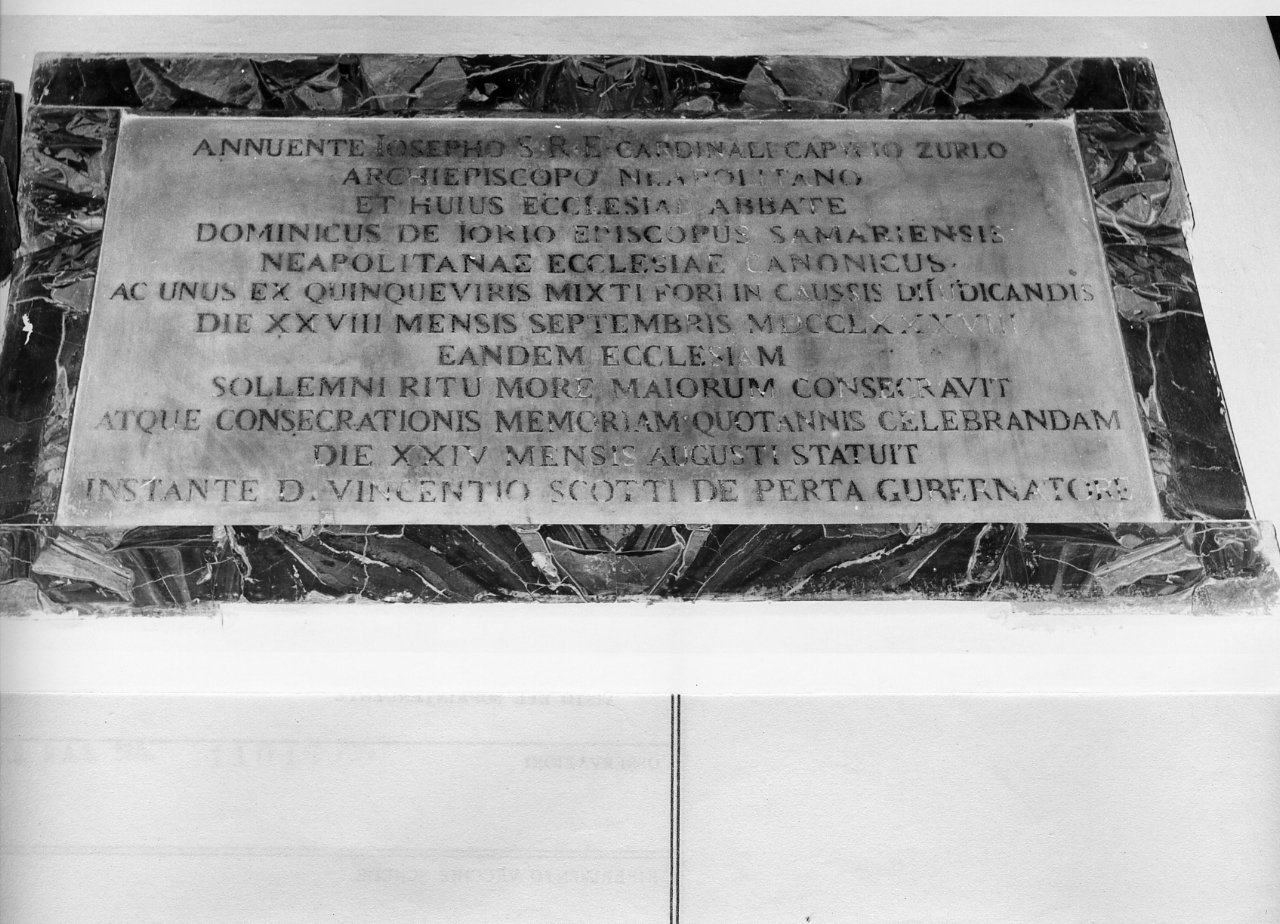 ANNUENTE IOSEPHO S·R·E·CARDINALI CAPYCIO ZURLO
ARCHIEPISCOPO NEAPOLITANO
ET HUIUS ECCLESIAE ABBATE
DOMINICUS DE IORIO EPISCOPUS SAMARIENSIS
NEAPOLITANAE ECCLESIAE CANONICUS
AC UNUS EX QUINQUEVIRIS MIXTI FORI IN CAUSSIS DIIUDICANDIS
DIE XXVIII MENSIS SEPTEMBRIS MDCCLXXXVIII
EANDEM ECCLESIAM
SOLLEMNI RITU MORE MAIORUM CONSECRAVIT
ATQUE CONSECRATIONIS MEMORIAM QUOTANNIS CELEBRANDAM
DIE XXIV MENSIS AUGUSTI STATUIT
INSTANTE D. VINCENTIO SCOTTI DE PERTA GUBERNATORE